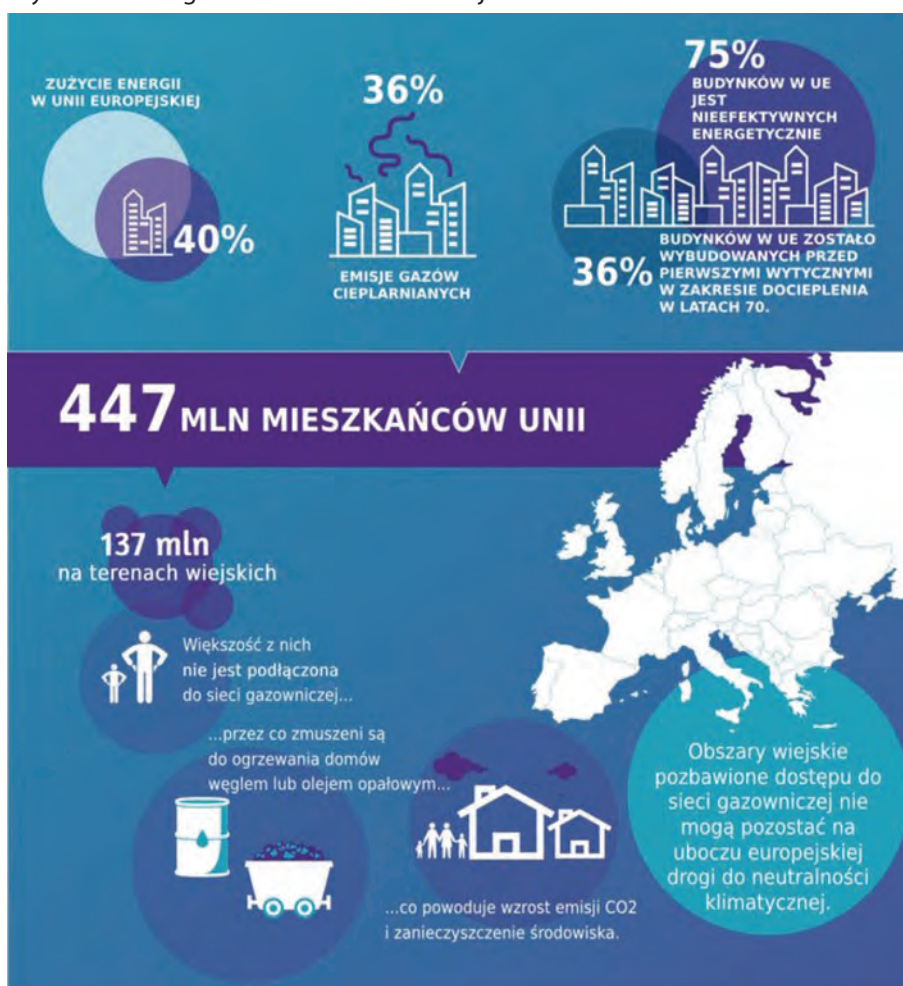 ZUŻYCIE ENERGII
W UNII EUROPEJSKIEJ
40%
36%
EMISJE GAZÓW
CIEPLARNIANYCH
75%
BUDYNKÓW W UE
JEST
NIEEFEKTYWNYCH
ENERGETYCZNIE
36%
BUDYNKÓW W UE ZOSTAŁO
WYBUDOWANYCH PRZED
PIERWSZYMI WYTYCZNYMI
W ZAKRESIE DOCIEPLENIA
W LATACH 70.
447 MLN MIESZKAŃCÓW UNII
137 mln
na terenach wiejskich
Większość z nich
nie jest podłączona
do sieci gazowniczej...
...przez co zmuszeni są
do ogrzewania domów
węglem lub olejem opałowym...
...co powoduje wzrost emisji CO2
i zanieczyszczenie środowiska.
Obszary wiejskie
pozbawione dostępu do
sieci gazowniczej nie
mogą pozostać na
uboczu europejskiej
drogi do neutralności
klimatycznej.